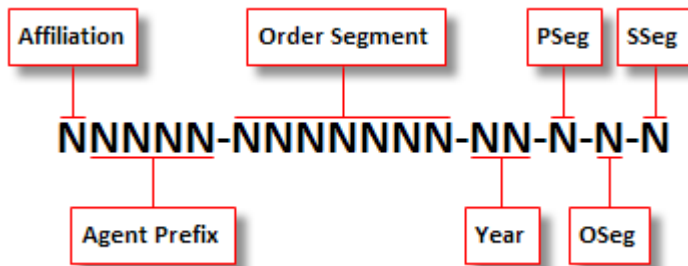 Affiliation Order Segment PSeg SSeg
NNNNN-NNNNNNN-NN-N-N-N
Agent Prefix Year OSeg